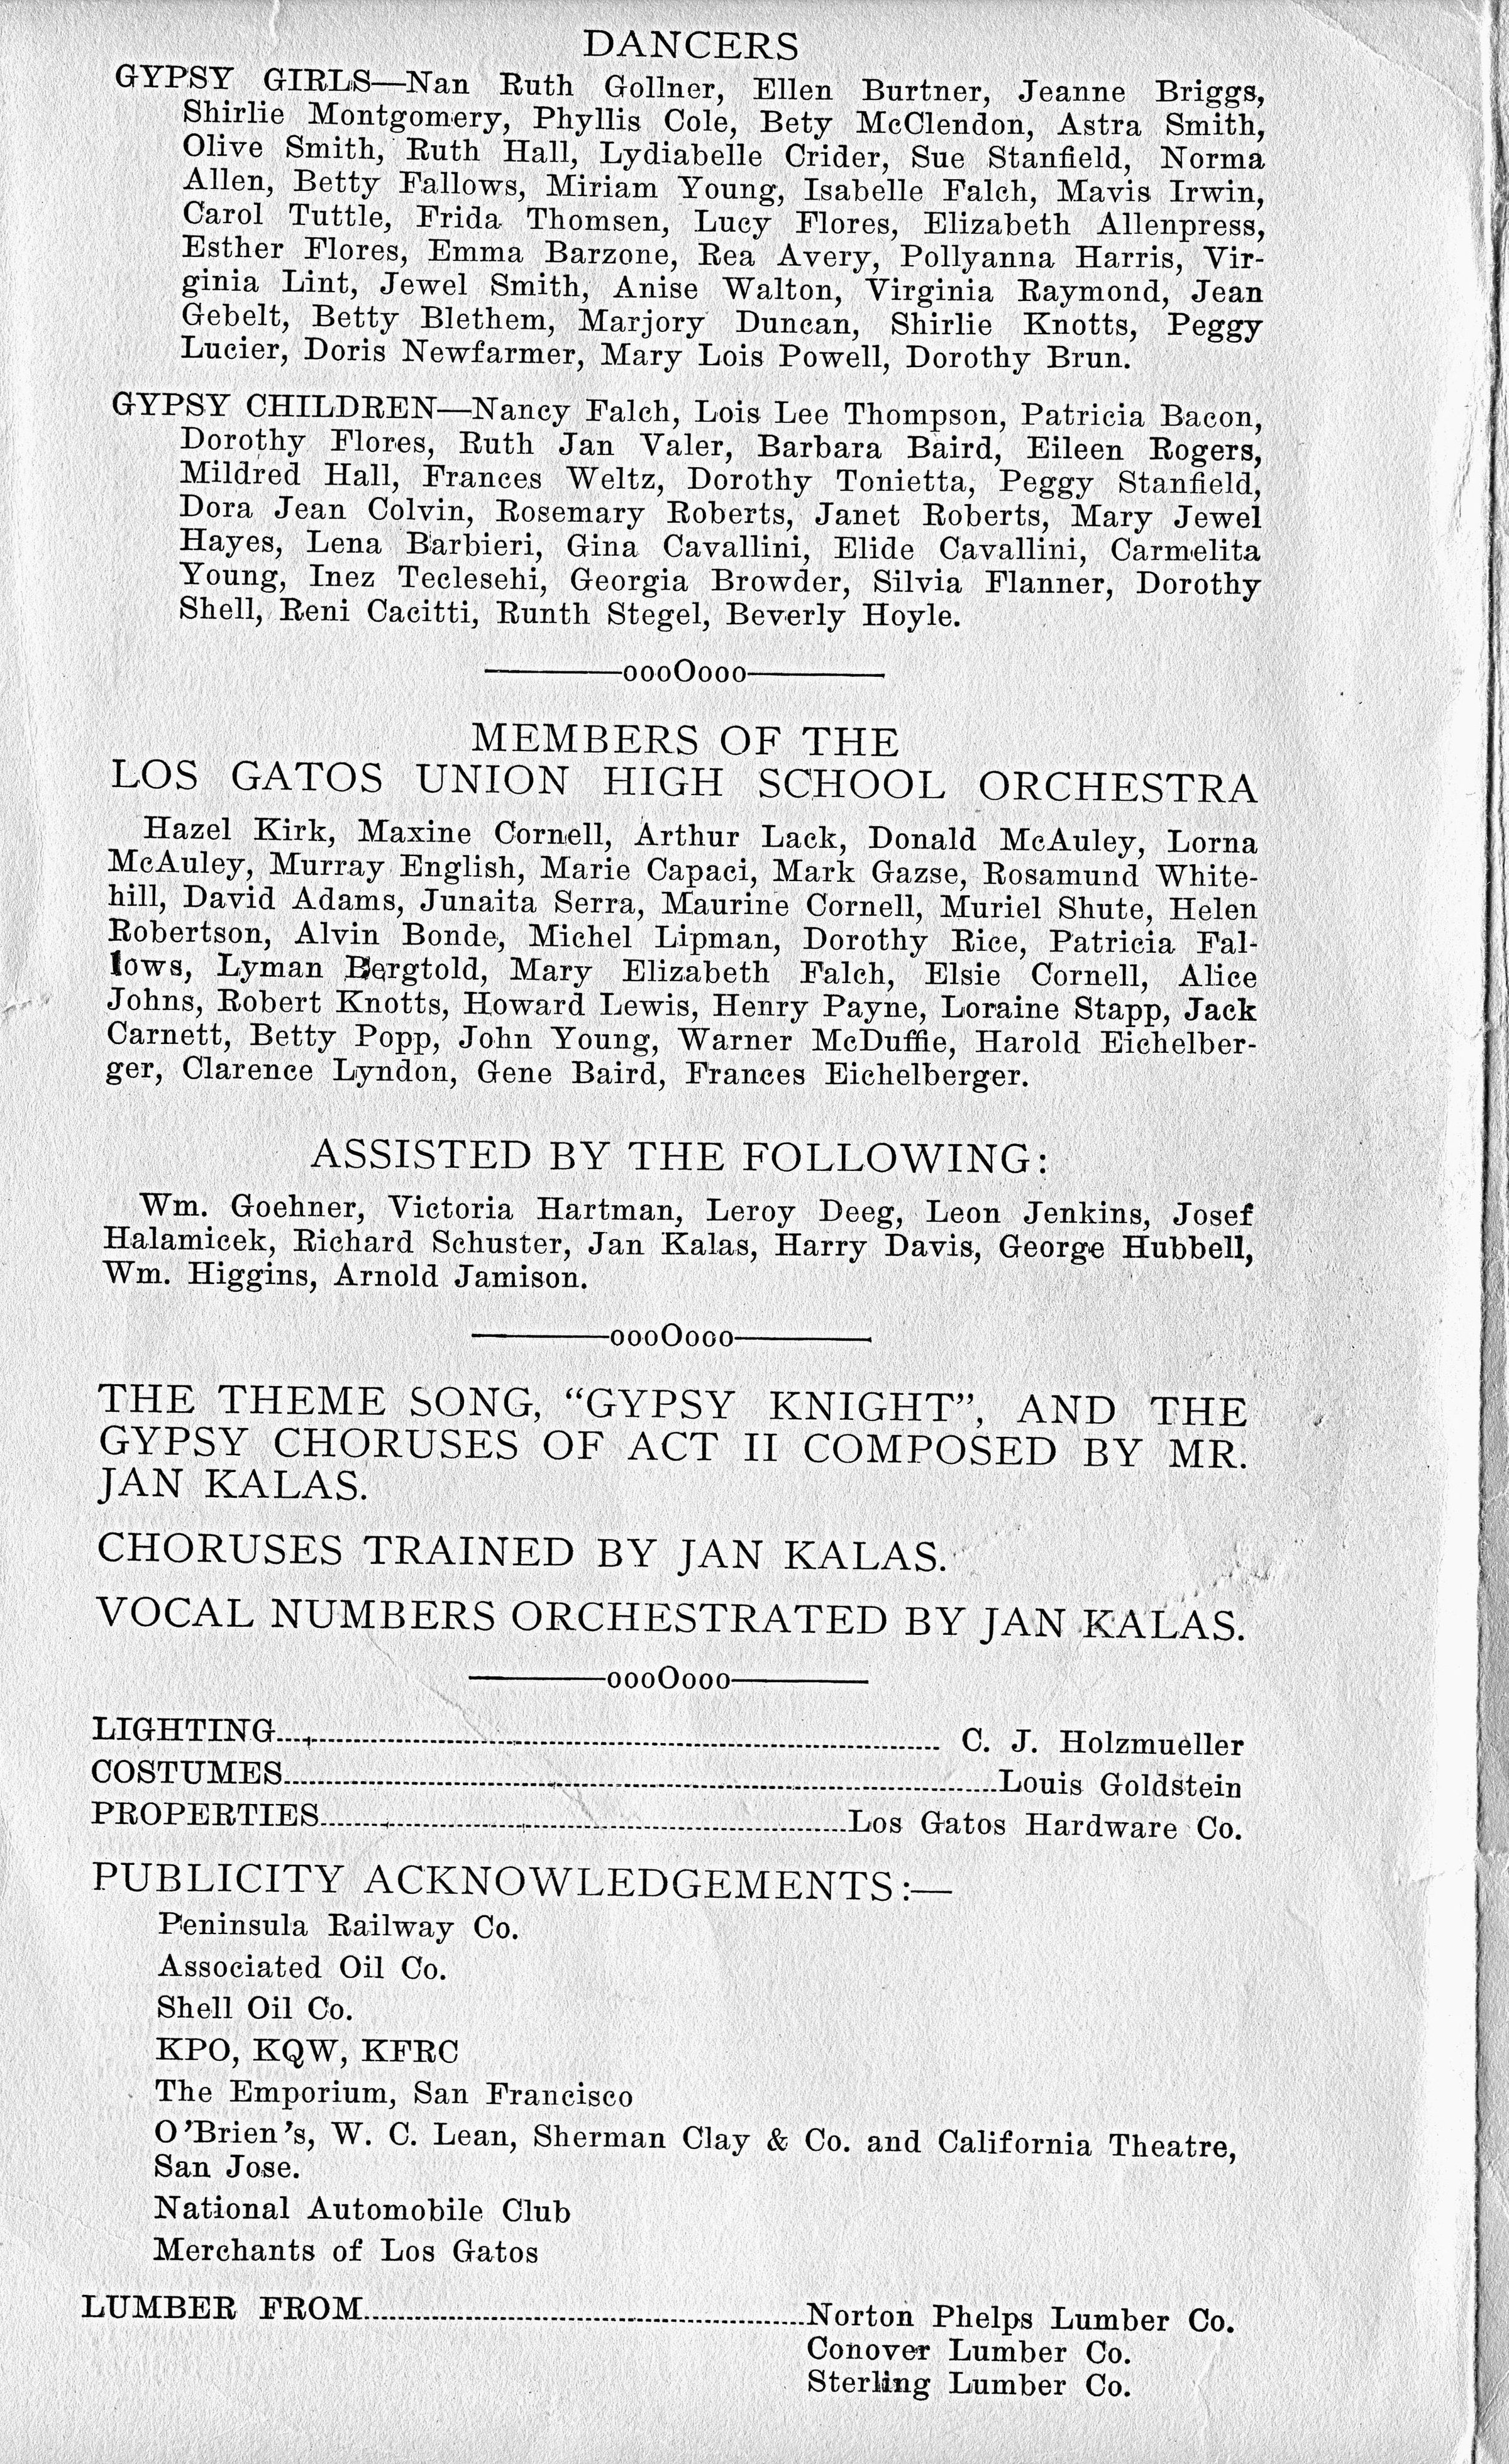 DANCERS
GYPSY GIRLS—Nan Ruth Gollner, Ellen Burtner, Jeanne Briggs,
Shirlie Montgomery, Phyllis Cole, Bety McClendon, Astra Smith,
Olive Smith, Ruth Hall, Lydiabelle Crider, Sue Stanfield, Norma
Allen, Betty Fallows, Miriam Young, Isabelle Falch, Mavis Irwin,
Carol Tuttle, Frida Thomsen, Lucy Flores, Elizabeth Allenpress,
Esther Flores, Emma Barzone, Rea Avery, Pollyanna Harris, Vir-
ginia Lint, Jewel Smith, Anise Walton, Virginia Raymond, Jean
Gebelt, Betty Blethem, Marjory Duncan, Shirlie Knotts, Peggy
Lucier, Doris Newfarmer, Mary Lois Powell, Dorothy Brun.
GYPSY CHILDREN—Nancy Falch, Lois Lee Thompson, Patricia Bacon,
Dorothy Flores, Ruth Jan Valer, Barbara Baird, Eileen Rogers,
Mildred Hall, Frances Weltz, Dorothy Tonietta, Peggy Stanfield,
Dora Jean Colvin, Rosemary Roberts, Janet Roberts, Mary Jewel
Hayes, Lena Barbieri, Gina Cavallini, Elide Cavallini, Carmelita
Young, Inez Teclesehi, Georgia Browder, Silvia Flanner, Dorothy
Shell, Reni Cacitti, Runth Stegel, Beverly Hoyle.
———oooOooo———
MEMBERS OF THE
LOS GATOS UNION HIGH SCHOOL ORCHESTRA
Hazel Kirk, Maxine Cornell, Arthur Lack, Donald McAuley, Lorna
McAuley, Murray English, Marie Capaci, Mark Gazse, Rosamund White-
hill, David Adams, Junaita Serra, Maurine Cornell, Muriel Shute, Helen
Robertson, Alvin Bonde, Michel Lipman, Dorothy Rice, Patricia Fal-
lows, Lyman Bergtold, Mary Elizabeth Falch, Elsie Cornell, Alice
Johns, Robert Knotts, Howard Lewis, Henry Payne, Loraine Stapp, Jack
Carnett, Betty Popp, John Young, Warner McDuffie, Harold Eichelber-
ger, Clarence Lyndon, Gene Baird, Frances Eichelberger.
ASSISTED BY THE FOLLOWING:
Wm. Goehner, Victoria Hartman, Leroy Deeg, Leon Jenkins, Josef
Halamicek, Richard Schuster, Jan Kalas, Harry Davis, George Hubbell,
Wm. Higgins, Arnold Jamison.
———oooOooo———
THE THEME SONG, “GYPSY KNIGHT”, AND THE
GYPSY CHORUSES OF ACT II COMPOSED BY MR.
JAN KALAS.
CHORUSES TRAINED BY JAN KALAS.
VOCAL NUMBERS ORCHESTRATED BY JAN KALAS.
———oooOooo———
LIGHTING........................ C. J. Holzmueller
COSTUMES........................Louis Goldstein
PROPERTIES........................Los Gatos Hardware Co.
PUBLICITY ACKNOWLEDGEMENTS:—
Peninsula Railway Co.
Associated Oil Co.
Shell Oil Co.
KPO, KQW, KFRC
The Emporium, San Francisco
O'Brien's, W. C. Lean, Sherman Clay & Co. and California Theatre,
San Jose.
National Automobile Club
Merchants of Los Gatos
LUMBER FROM........................Norton Phelps Lumber Co.
Conover Lumber Co.
Sterling Lumber Co.